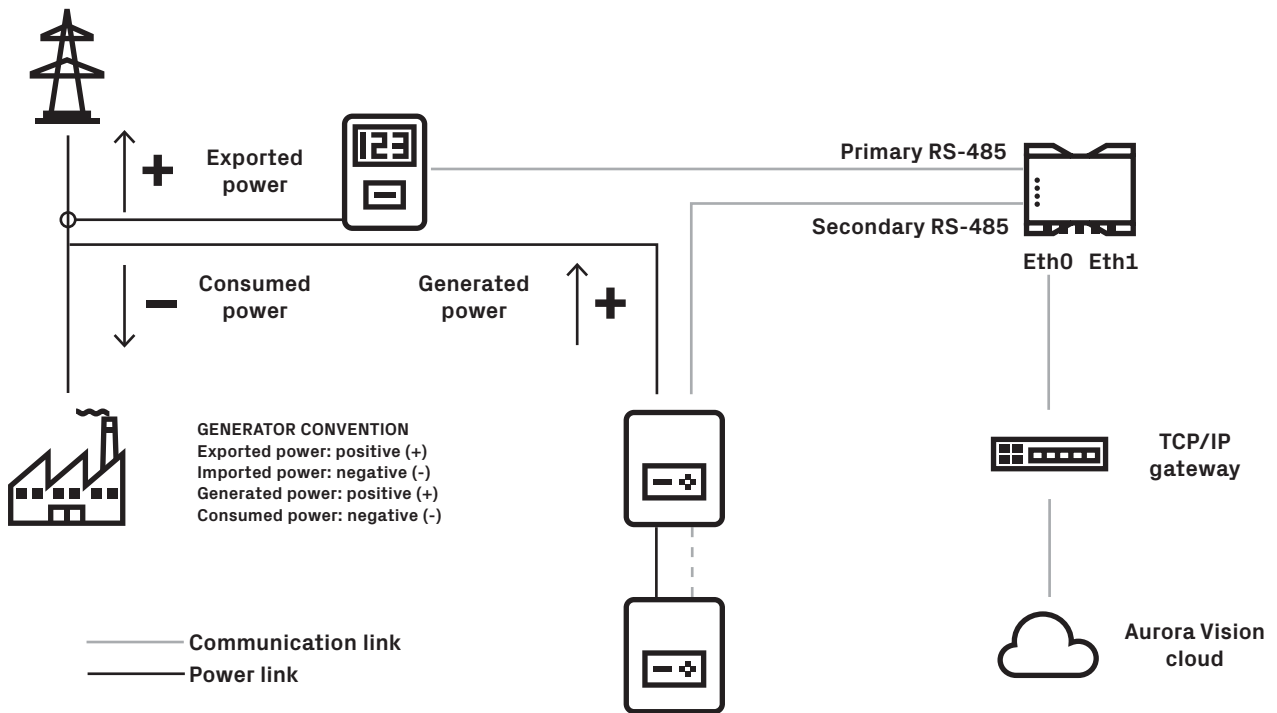 123
Exported
power
Primary RS-485
Secondary RS-485
Eth0 Eth1
Consumed
power
Generated
power
GENERATOR CONVENTION
Exported power: positive (+)
Imported power: negative (-)
Generated power: positive (+)
Consumed power: negative (-)
TCP/IP
gateway
Aurora Vision
cloud
Communication link
Power link